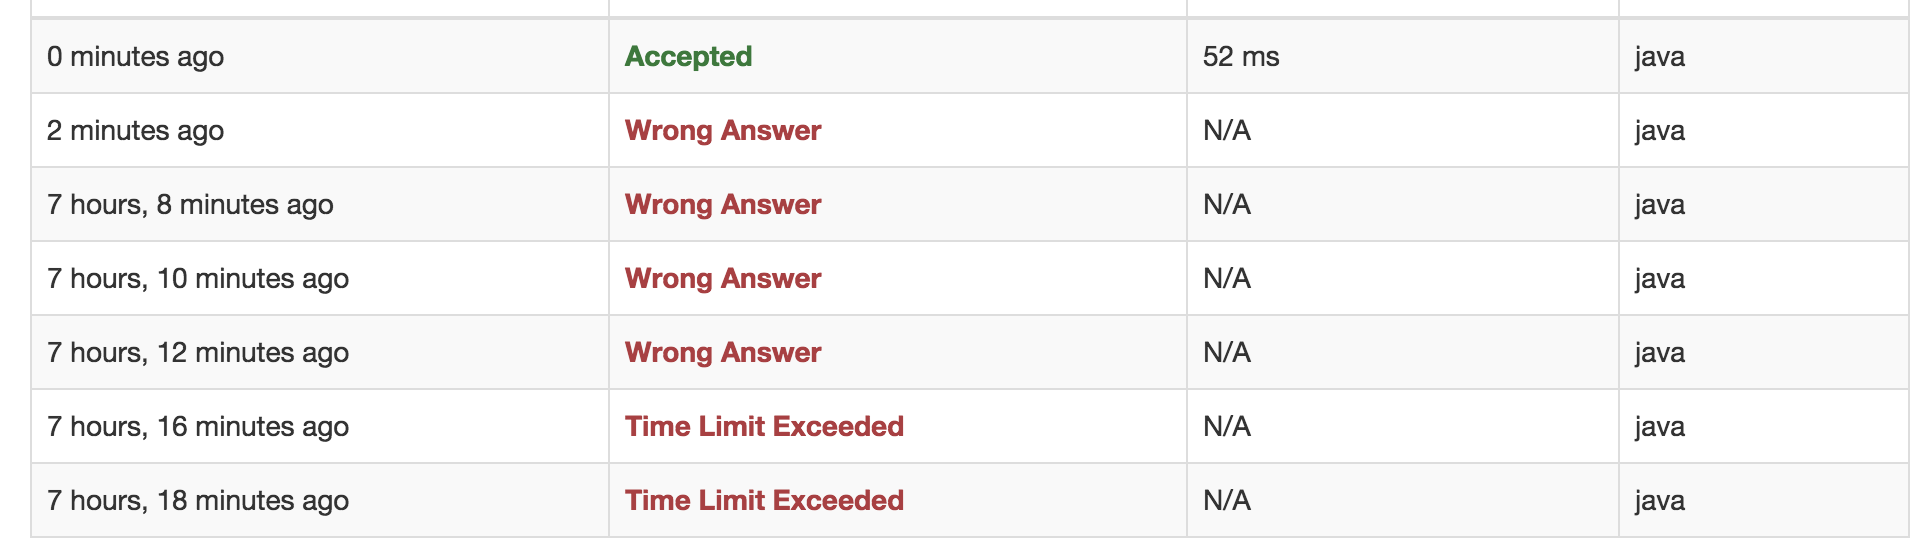 0 minutes ago Accepted 52 ms java
2 minutes ago Wrong Answer N/A java
7 hours, 8 minutes ago Wrong Answer N/A java
7 hours, 10 minutes ago Wrong Answer N/A java
7 hours, 12 minutes ago Wrong Answer N/A java
7 hours, 16 minutes ago Time Limit Exceeded N/A java
7 hours, 18 minutes ago Time Limit Exceeded N/A java